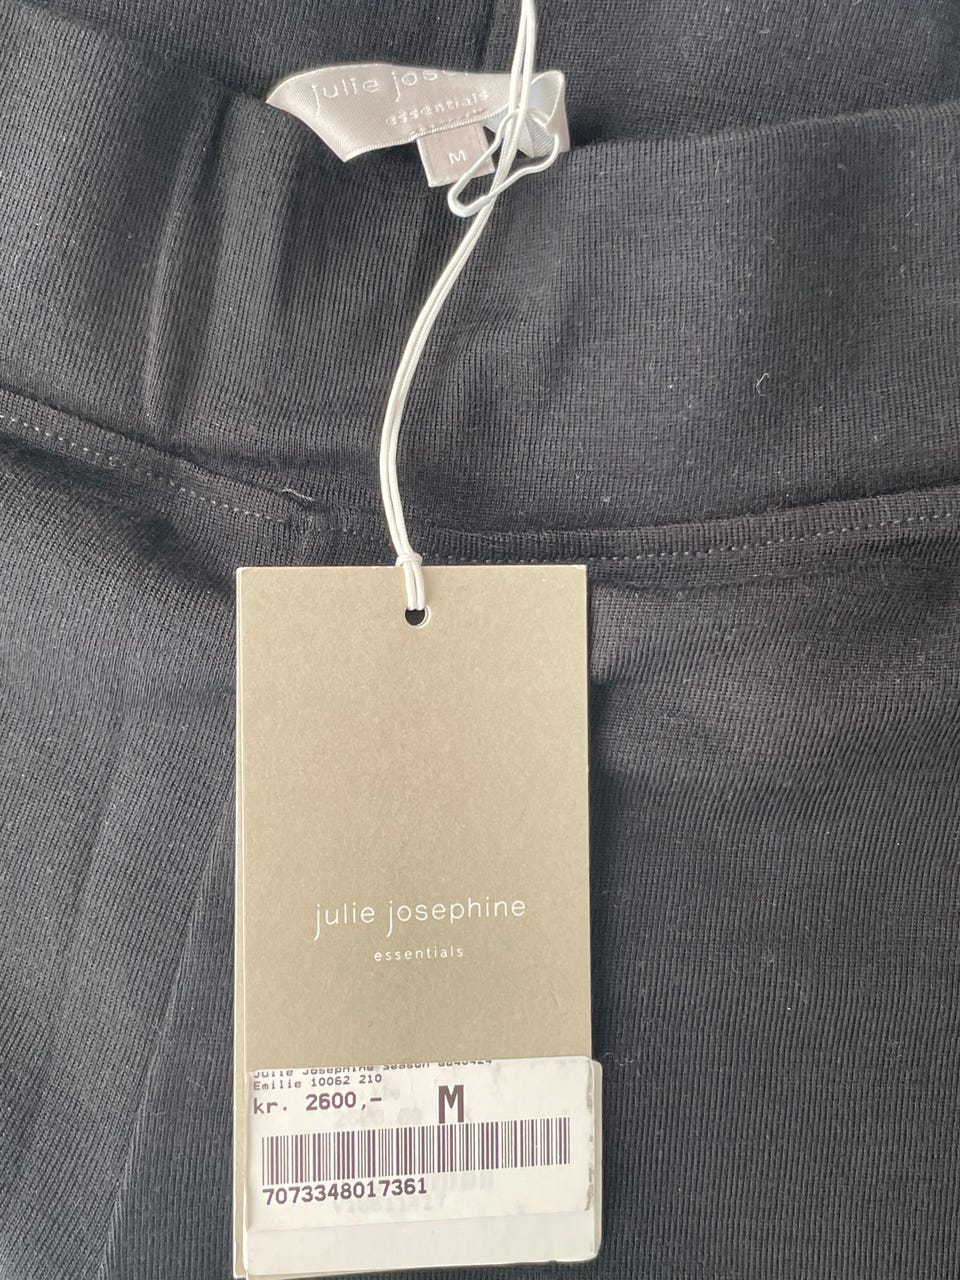 julie jose
essentials
M
julie josephine
essentials
Julie Josephine Season
Emilie 10062 210
kr. 2600,- M
7073348017361